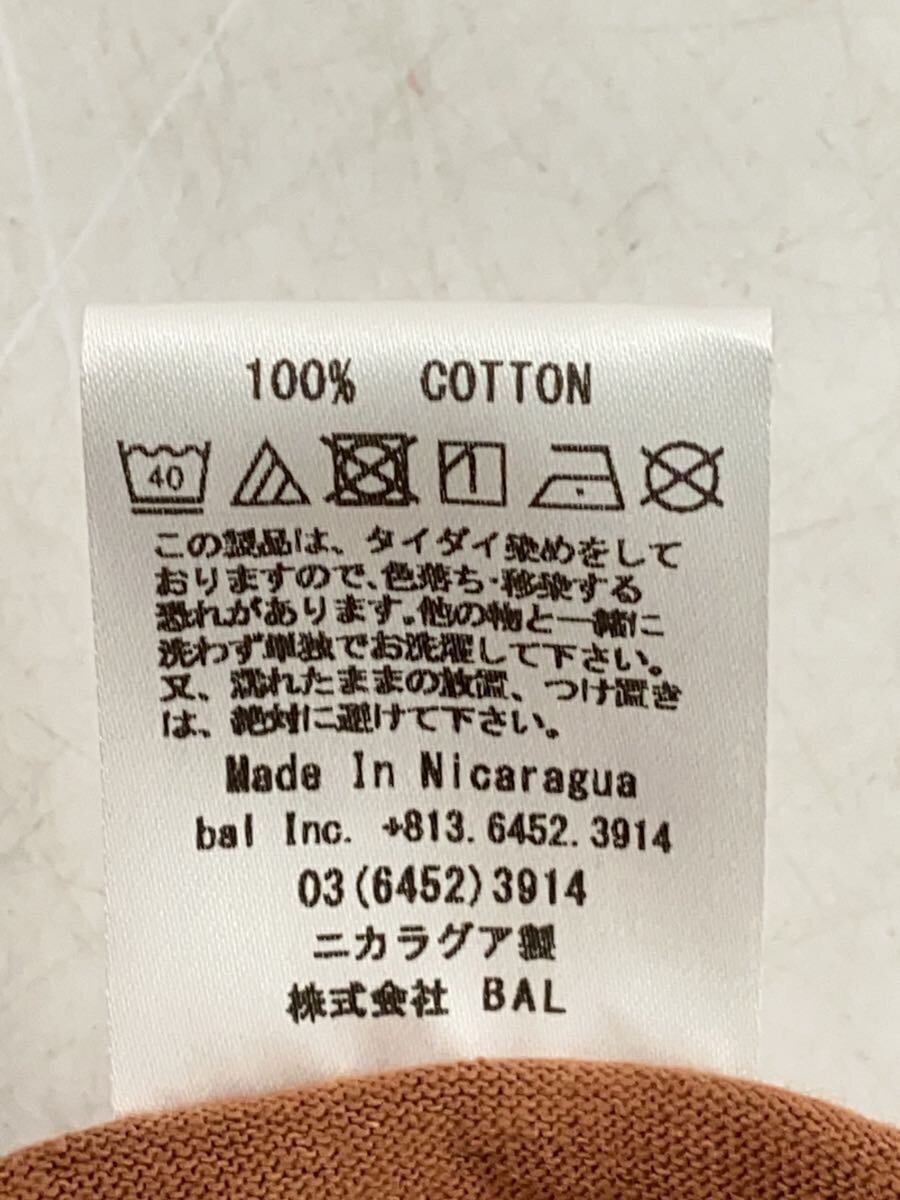 100% COTTON
40
この製品は、タイダイ染めをして
おりますので、色落ち・移染する
恐れがあります。他の物と一緒に
洗わず単独でお洗濯して下さい。
又、濡れたままの放置、つけ置き
は、絶対に避けて下さい。
Made In Nicaragua
bal Inc. +813.6452.3914
03(6452)3914
ニカラグア製
株式会社 BAL